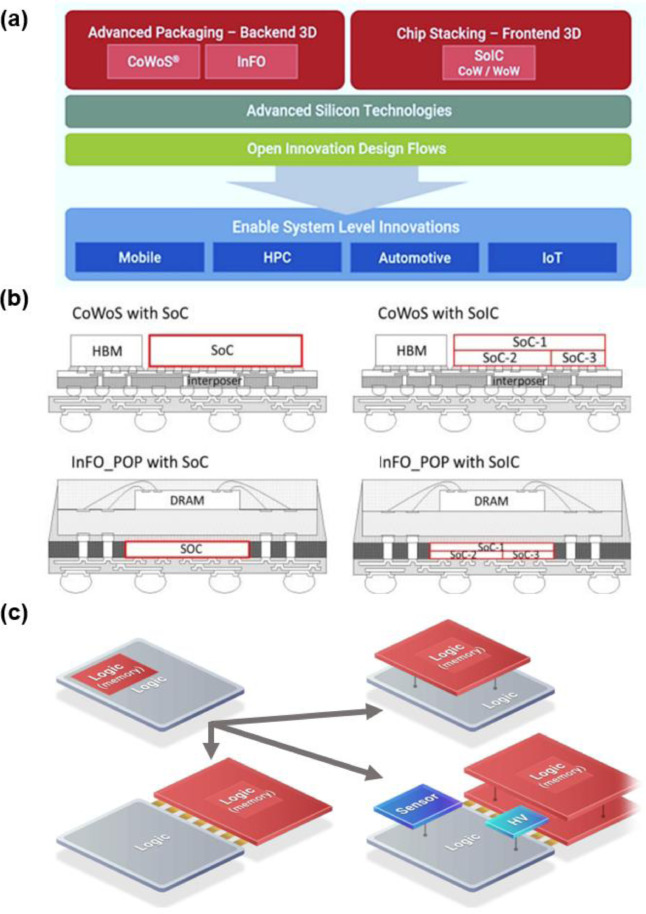 (a)
Advanced Packaging – Backend 3D
CoWoS®
InFO
Chip Stacking – Frontend 3D
SoIC
CoW / WoW
Advanced Silicon Technologies
Open Innovation Design Flows
Enable System Level Innovations
Mobile
HPC
Automotive
IoT
(b)
CoWoS with SoC
HBM
SoC
Interposer
CoWoS with SoIC
HBM
SoC-1
SoC-2
SoC-3
interposer
InFO_POP with SoC
DRAM
SOC
InFO_POP with SoIC
DRAM
SoC-1
SoC-2
SoC-3
(c)
Logic
(memory)
Logic
Logic
(memory)
Logic
Logic
(memory)
Logic
Logic
(memory)
Sensor
HV
Logic